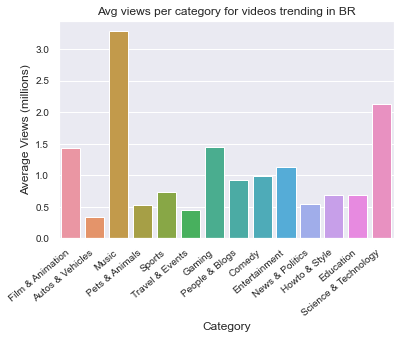 Avg views per category for videos trending in BR
Average Views (millions)
3.0
2.5
2.0
1.5
1.0
0.5
0.0
Film & Animation
Autos & Vehicles
Music
Pets & Animals
Sports
Travel & Events
Gaming
People & Blogs
Comedy
Entertainment
News & Politics
Howto & Style
Education
Science & Technology
Category